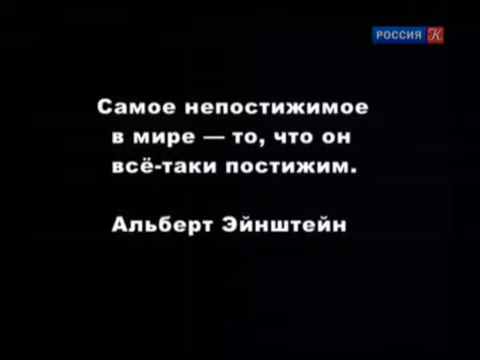 РОССИЯ К
Самое непостижимое
в мире — то, что он
всё-таки постижим.
Альберт Эйнштейн